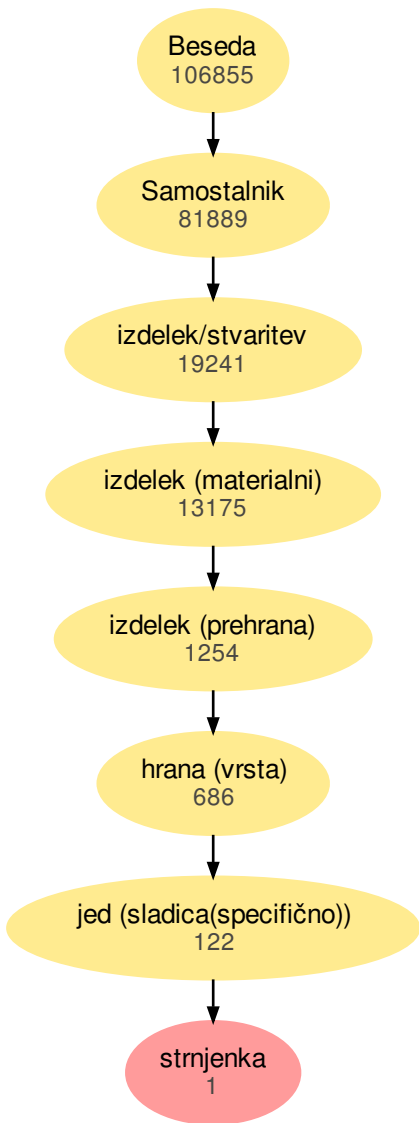 Beseda
106855
Samostalnik
81889
izdelek/stvaritev
19241
izdelek (materialni)
13175
izdelek (prehrana)
1254
hrana (vrsta)
686
jed (sladica(specifično))
122
strnjenka
1